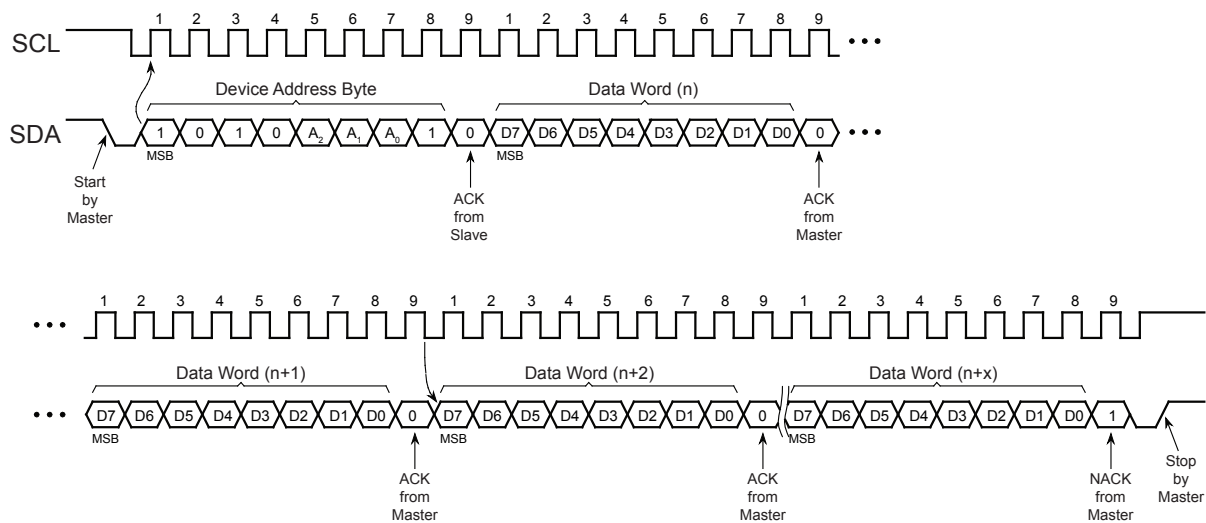 1 2 3 4 5 6 7 8 9 1 2 3 4 5 6 7 8 9
SCL
Device Address Byte Data Word (n)
SDA 1 0 1 0 A2 A1 A0 1 0 D7 D6 D5 D4 D3 D2 D1 D0 0
MSB MSB
Start
by
Master
ACK
from
Slave
ACK
from
Master
1 2 3 4 5 6 7 8 9 1 2 3 4 5 6 7 8 9 1 2 3 4 5 6 7 8 9
Data Word (n+1) Data Word (n+2) Data Word (n+x)
D7 D6 D5 D4 D3 D2 D1 D0 0 D7 D6 D5 D4 D3 D2 D1 D0 0 D7 D6 D5 D4 D3 D2 D1 D0 1
MSB MSB MSB
ACK
from
Master
ACK
from
Master
NACK
from
Master
Stop
by
Master